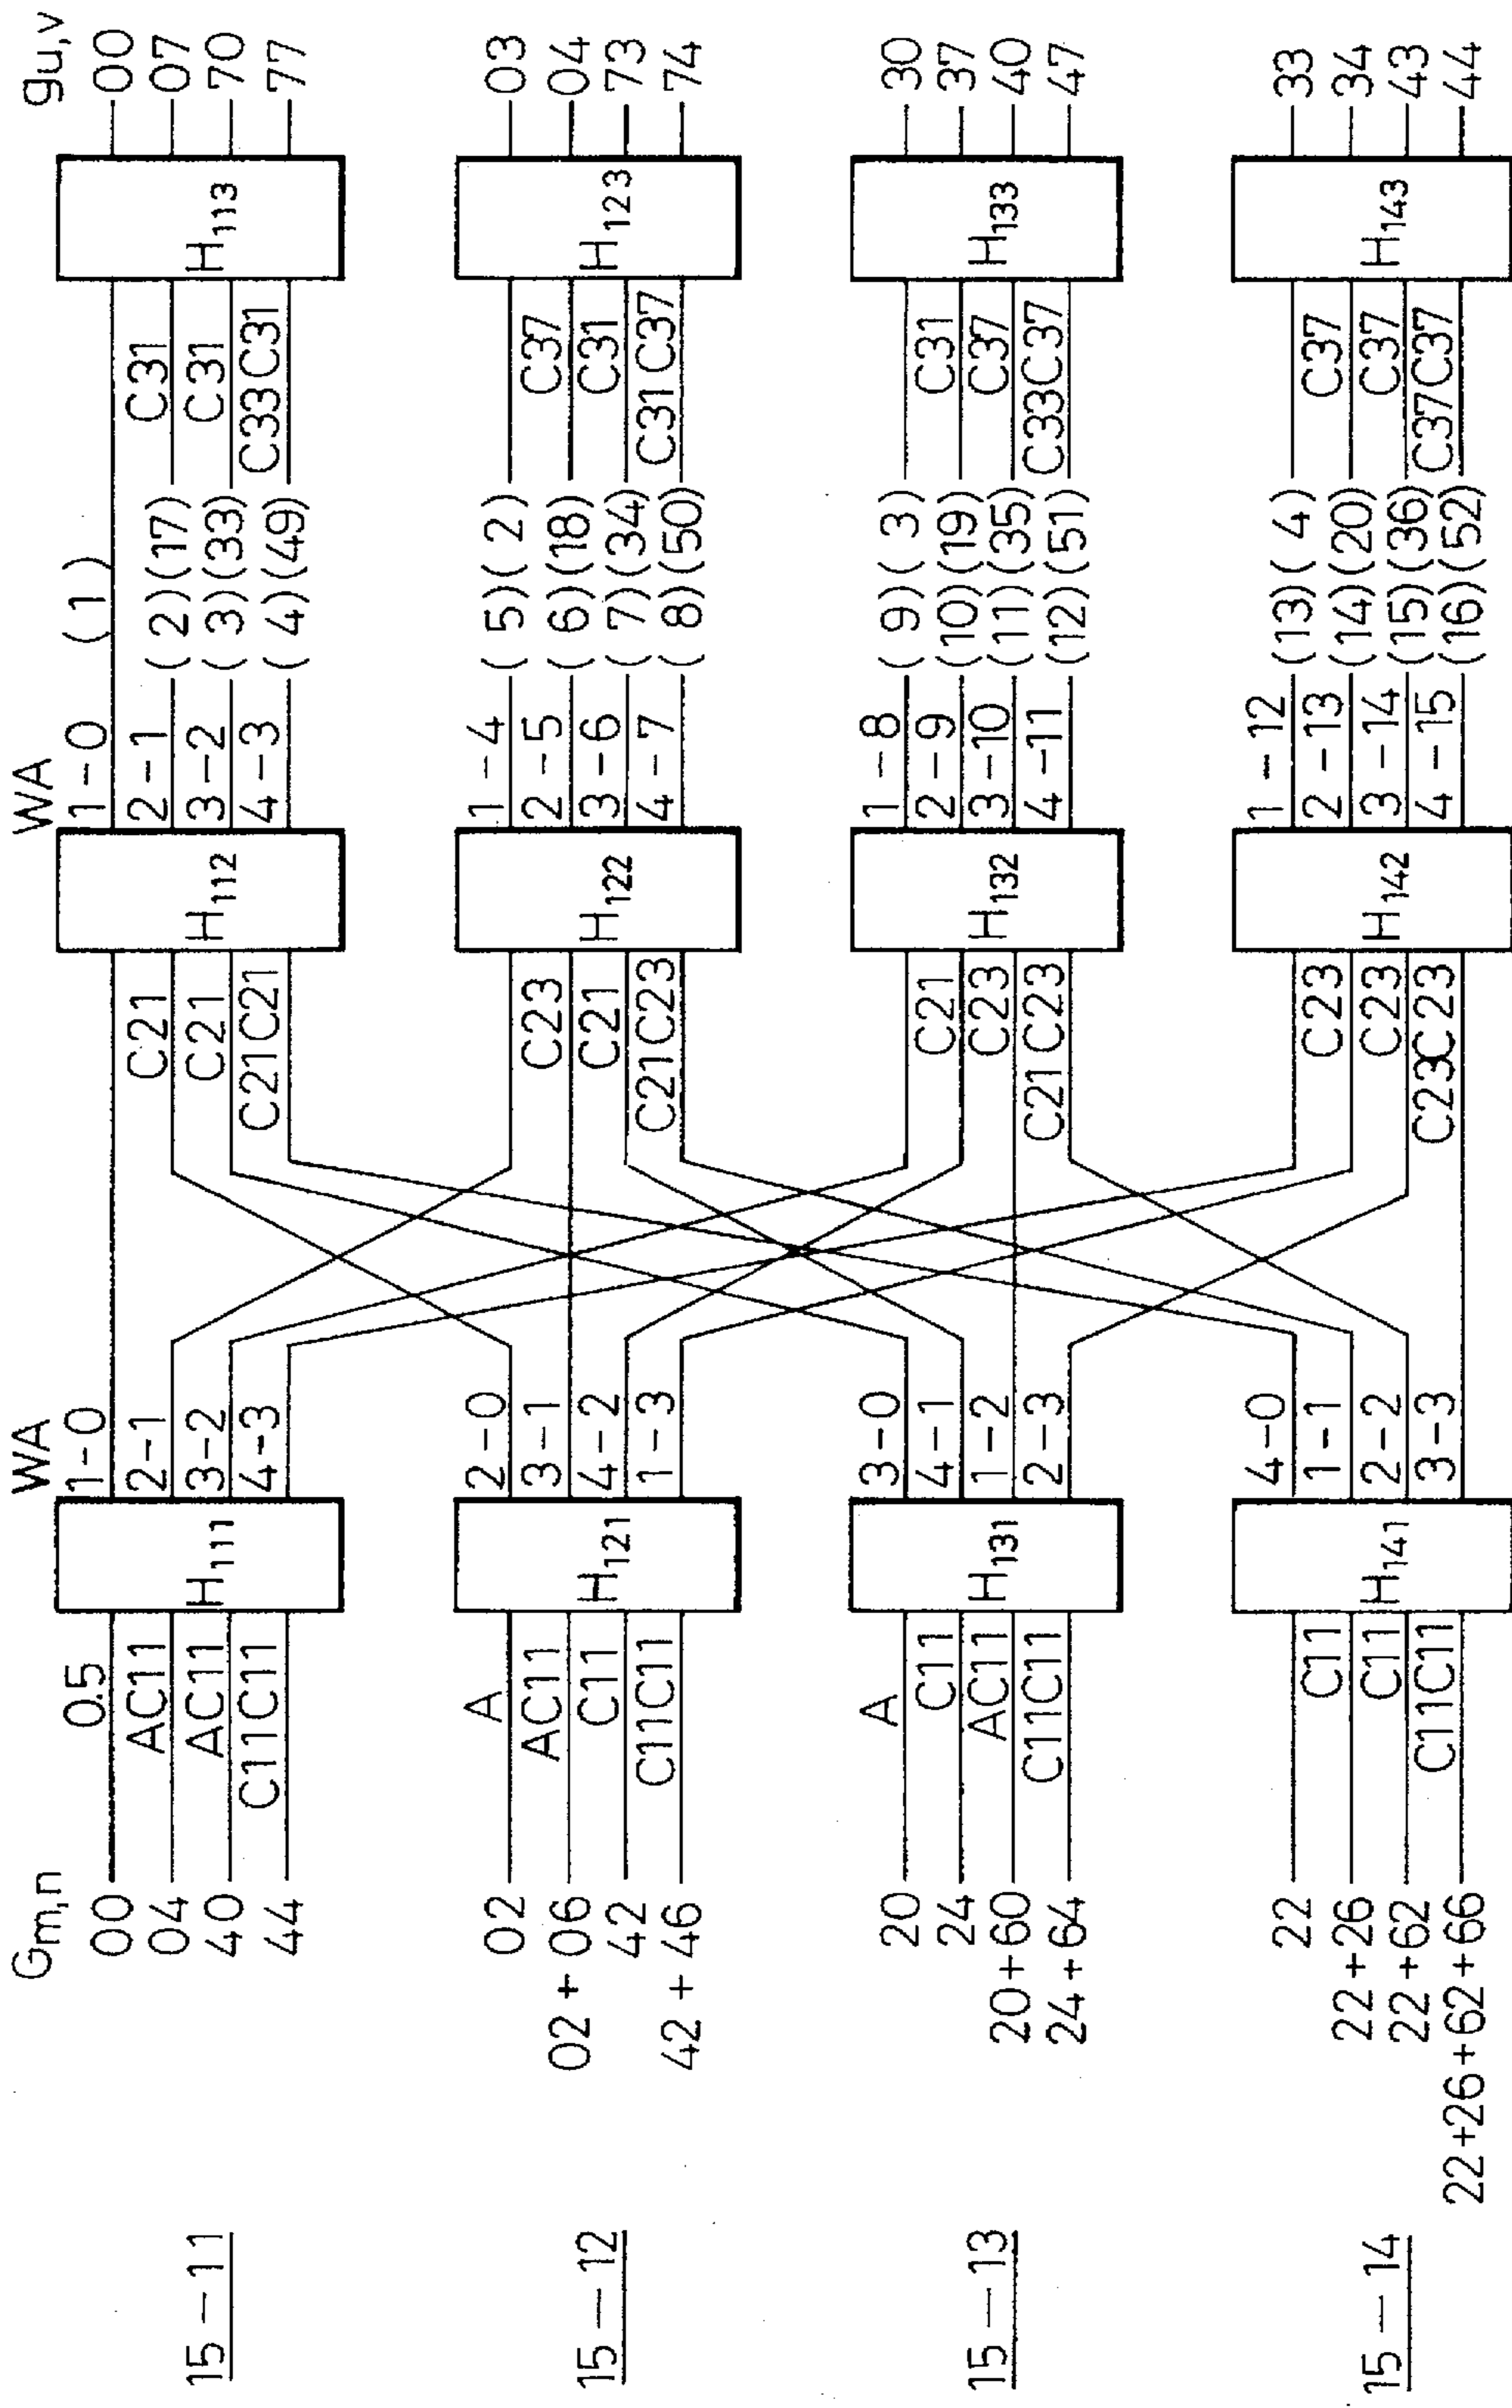 Gm,n WA WA gu,v
00 0.5 H111 1-0 H112 1-0 (1) H113 00
04 AC11 2-1 C21 2-1 (2)(17) C31 07
40 AC11 3-2 C21 3-2 (3)(33) C31 70
44 C11C11 4-3 C21C21 4-3 (4)(49) C33C31 77
15-11
02 A H121 2-0 H122 1-4 (5)(2) H123 03
02+06 AC11 3-1 C23 2-5 (6)(18) C37 04
42 C11 4-2 C21 3-6 (7)(34) C31 73
42+46 C11C11 1-3 C21C23 4-7 (8)(50) C31C37 74
15-12
20 A H131 3-0 H132 1-8 (9)(3) H133 30
24 C11 4-1 C21 2-9 (10)(19) C31 37
20+60 AC11 1-2 C23 3-10 (11)(35) C37 40
24+64 C11C11 2-3 C21C23 4-11 (12)(51) C33C37 47
15-13
22 H141 4-0 H142 1-12 (13)(4) H143 33
22+26 C11 1-1 C23 2-13 (14)(20) C37 34
22+62 C11 2-2 C23 3-14 (15)(36) C37 43
22+26+62+66 C11C11 3-3 C23C23 4-15 (16)(52) C37C37 44
15-14